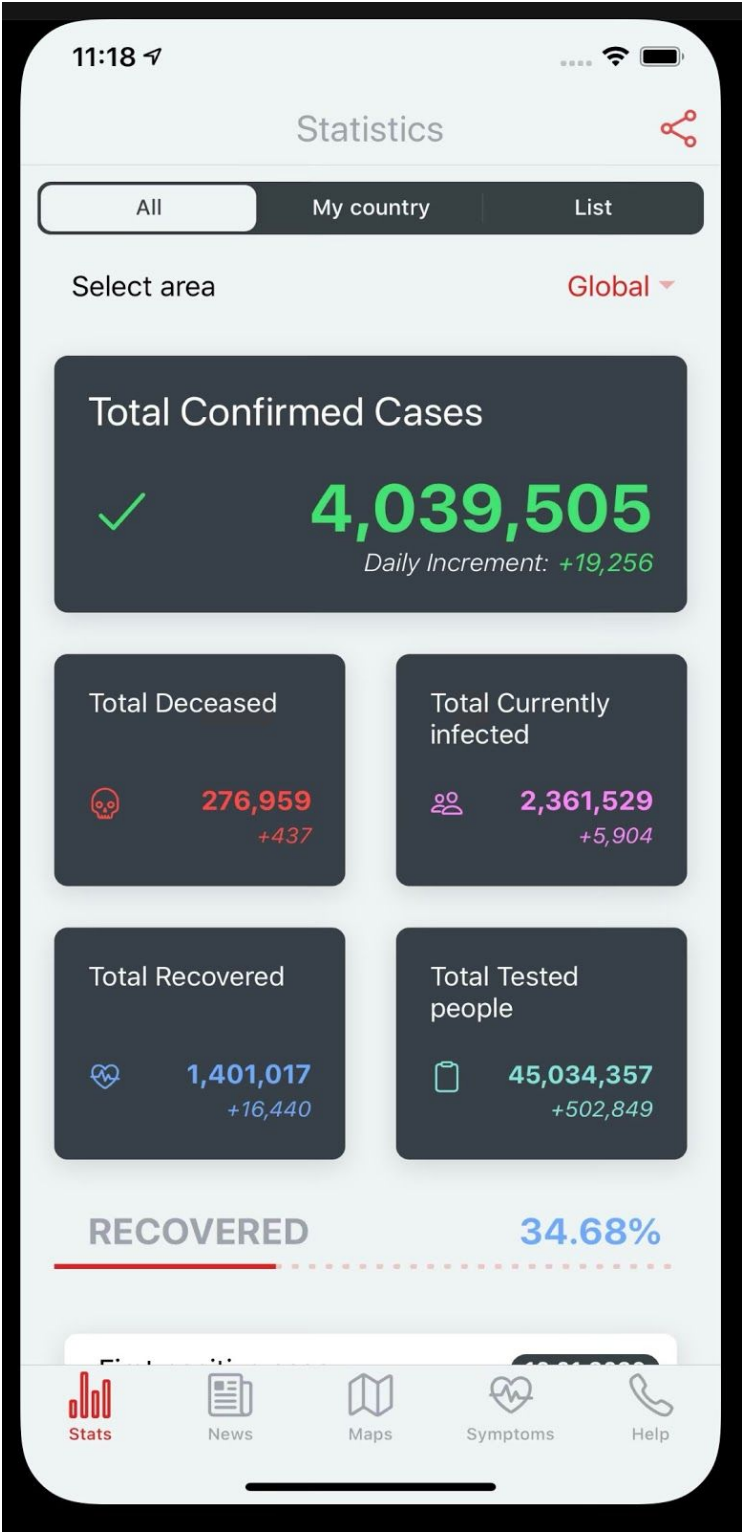 11:18
Statistics
All My country List
Select area Global
Total Confirmed Cases
4,039,505
Daily Increment: +19,256
Total Deceased
276,959
+437
Total Currently
infected
2,361,529
+5,904
Total Recovered
1,401,017
+16,440
Total Tested
people
45,034,357
+502,849
RECOVERED 34.68%
Stats News Maps Symptoms Help